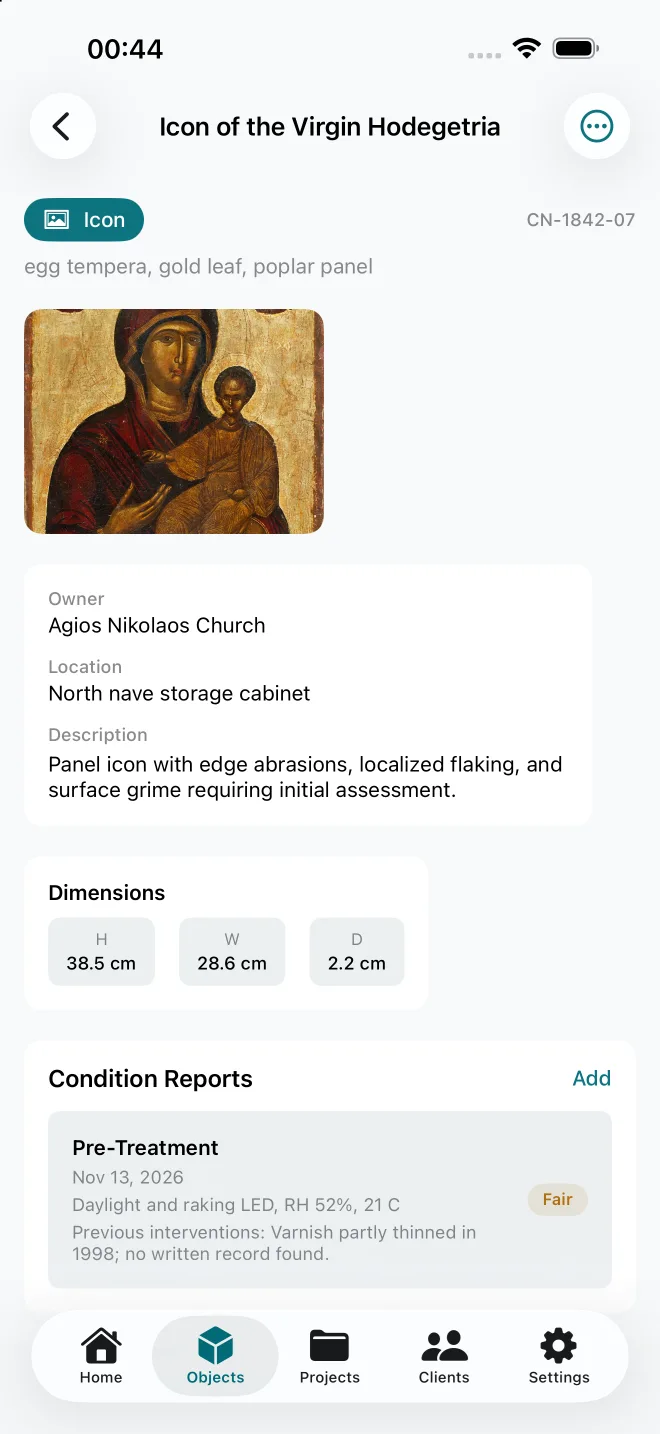 00:44
Icon of the Virgin Hodegetria
Icon
CN-1842-07
egg tempera, gold leaf, poplar panel
Owner
Agios Nikolaos Church
Location
North nave storage cabinet
Description
Panel icon with edge abrasions, localized flaking, and
surface grime requiring initial assessment.
Dimensions
H
W
D
38.5 cm
28.6 cm
2.2 cm
Condition Reports
Add
Pre-Treatment
Nov 13, 2026
Daylight and raking LED, RH 52%, 21 C
Fair
Previous interventions: Varnish partly thinned in
1998; no written record found.
Home
Objects
Projects
Clients
Settings